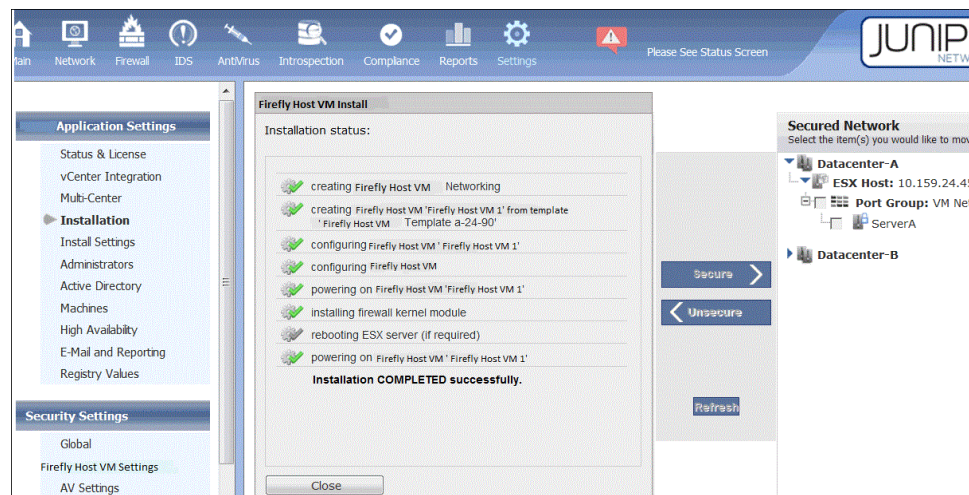 Main
Network
Firewall
IDS
AntiVirus
Introspection
Compliance
Reports
Settings
Please See Status Screen
JUNIP
NETW
Application Settings
Status & License
vCenter Integration
Multi-Center
Installation
Install Settings
Administrators
Active Directory
Machines
High Availability
E-Mail and Reporting
Registry Values
Security Settings
Global
Firefly Host VM Settings
AV Settings
Firefly Host VM Install
Installation status:
creating Firefly Host VM Networking
creating Firefly Host VM 'Firefly Host VM 1' from template
' Firefly Host VM Template a-24-90'
configuring Firefly Host VM ' Firefly Host VM 1'
configuring Firefly Host VM
powering on Firefly Host VM 'Firefly Host VM 1'
installing firewall kernel module
rebooting ESX server (if required)
powering on Firefly Host VM ' Firefly Host VM 1'
Installation COMPLETED successfully.
Close
Secure
Unsecure
Refresh
Secured Network
Select the item(s) you would like to mov
Datacenter-A
ESX Host: 10.159.24.45
Port Group: VM Net
ServerA
Datacenter-B